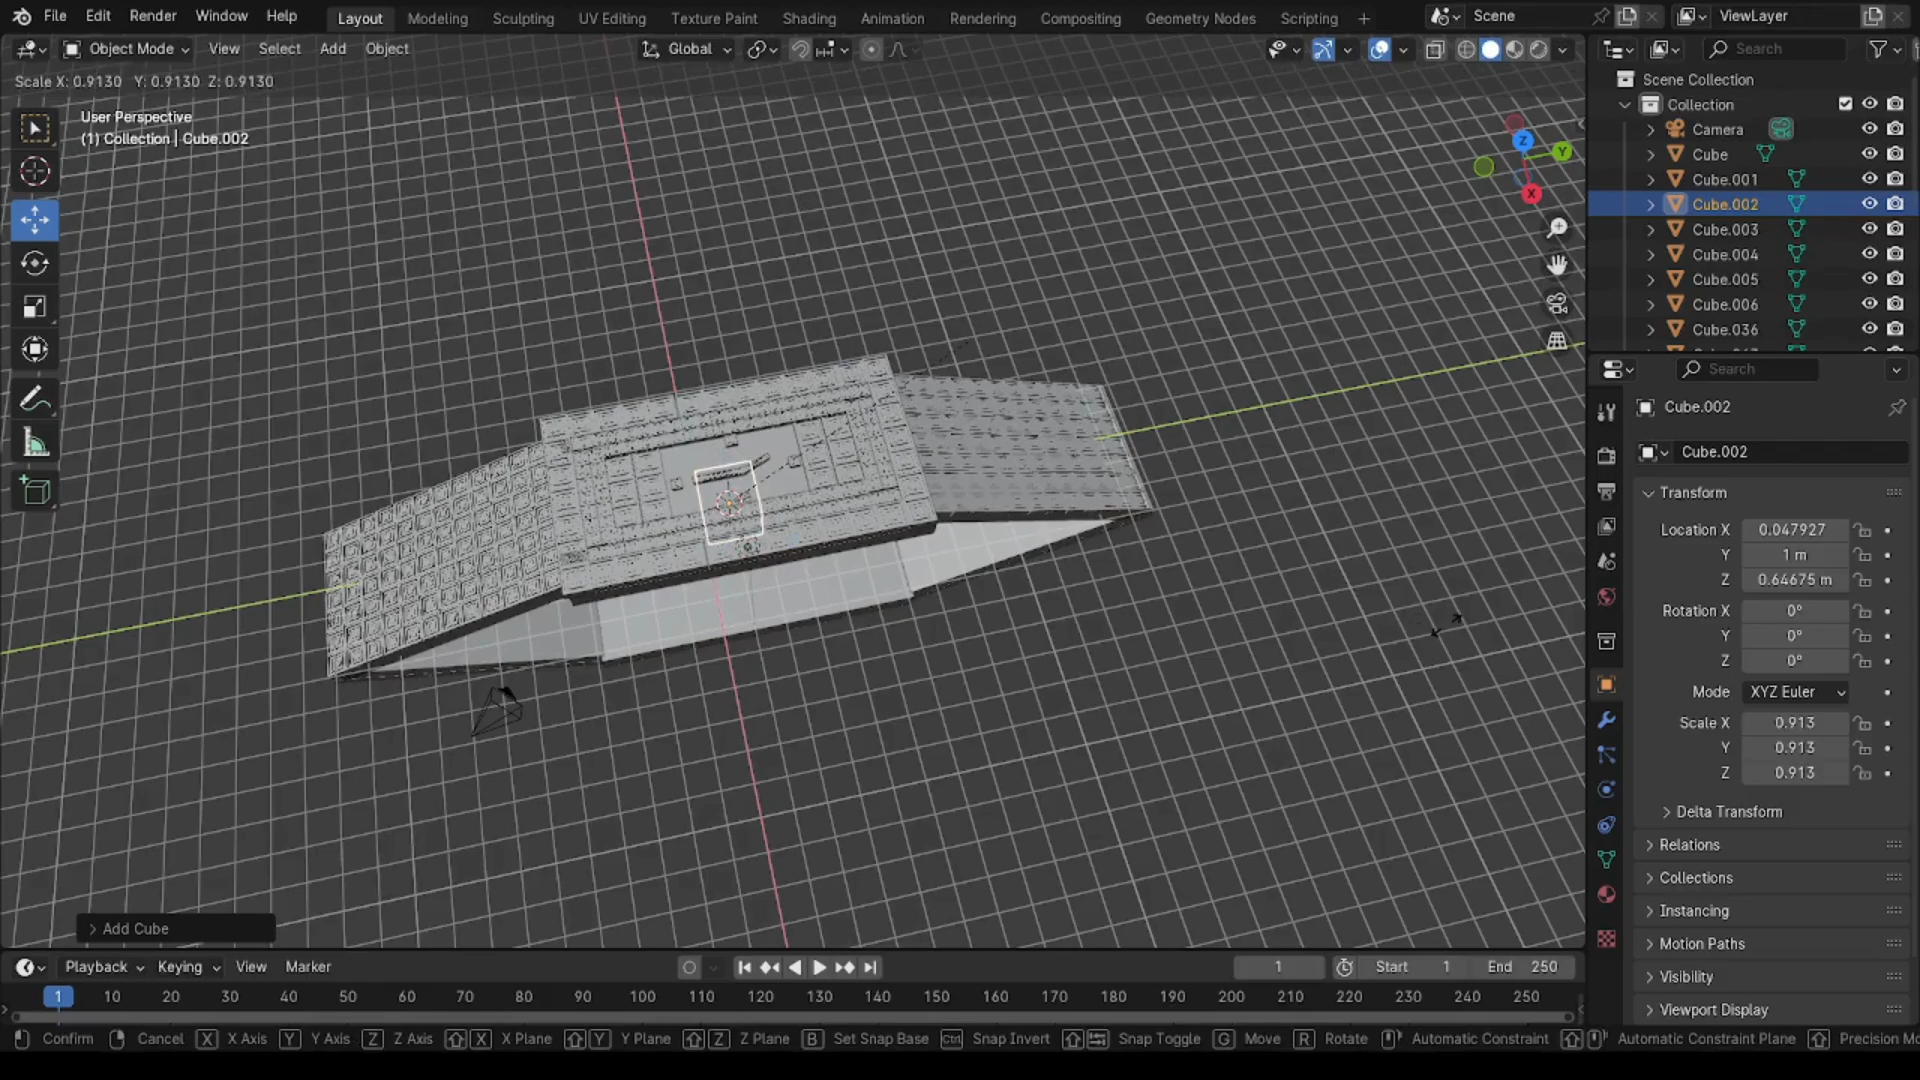 File Edit Render Window Help Layout Modeling Sculpting UV Editing Texture Paint Shading Animation Rendering Compositing Geometry Nodes Scripting + Scene ViewLayer
Object Mode View Select Add Object Global Search
Scale X: 0.9130 Y: 0.9130 Z: 0.9130
User Perspective
(1) Collection | Cube.002
Z
Y
X
Scene Collection
Collection
Camera
Cube
Cube.001
Cube.002
Cube.003
Cube.004
Cube.005
Cube.006
Cube.036
Search
Cube.002
Cube.002
Transform
Location X 0.047927
Y 1 m
Z 0.64675 m
Rotation X 0°
Y 0°
Z 0°
Mode XYZ Euler
Scale X 0.913
Y 0.913
Z 0.913
Delta Transform
Relations
Collections
Instancing
Motion Paths
Visibility
Viewport Display
Add Cube
Playback Keying View Marker 1 Start 1 End 250
1 10 20 30 40 50 60 70 80 90 100 110 120 130 140 150 160 170 180 190 200 210 220 230 240 250
Confirm Cancel X X Axis Y Y Axis Z Z Axis X X Plane Y Y Plane Z Z Plane B Set Snap Base Ctrl Snap Invert Snap Toggle G Move R Rotate Automatic Constraint Automatic Constraint Plane Precision Mo